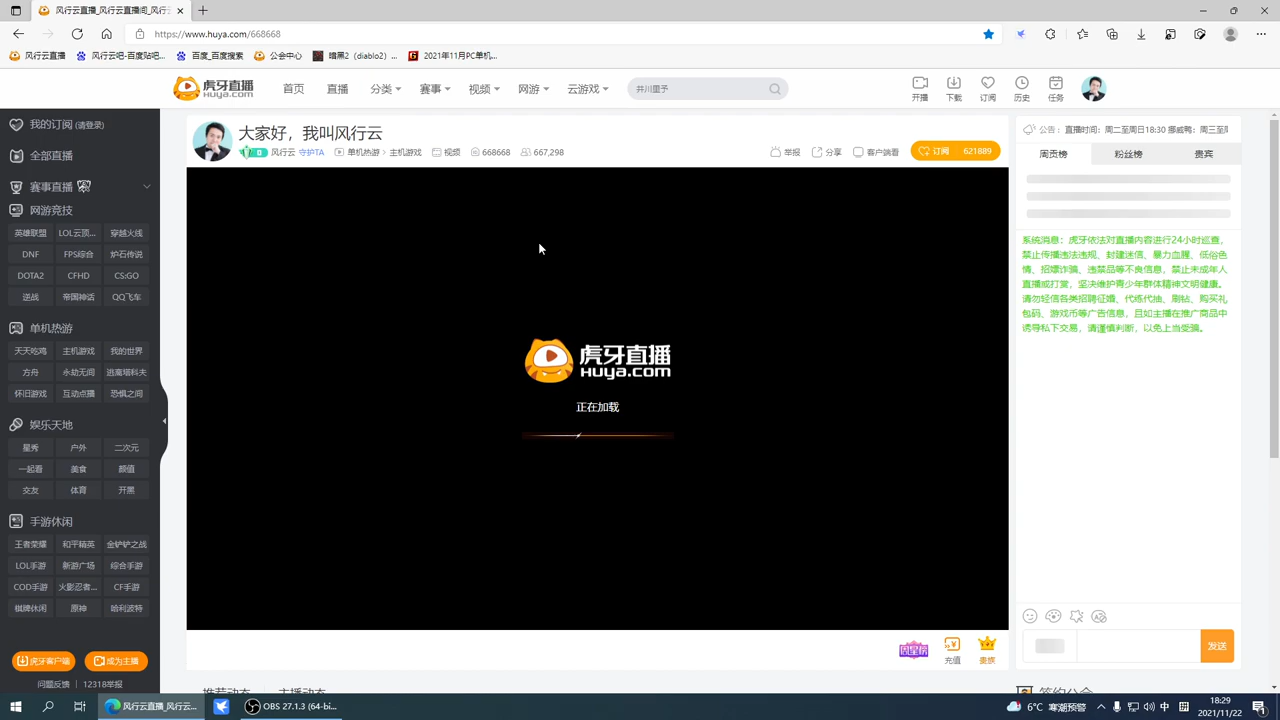 风行云直播_风行云直播间_风行...
https://www.huya.com/668668
风行云直播
风行云吧-百度贴吧...
百度_百度搜索
公会中心
暗黑2（diablo2）...
2021年11月PC单机...
虎牙直播
HUYA.com
首页
直播
分类
赛事
视频
网游
云游戏
井川里予
开播
下载
订阅
历史
任务
我的订阅 (请登录)
全部直播
赛事直播
网游竞技
英雄联盟 LOL云顶... 穿越火线
DNF FPS综合 炉石传说
DOTA2 CFHD CS:GO
逆战 帝国神话 QQ飞车
单机热游
天天吃鸡 主机游戏 我的世界
方舟 永劫无间 逃离塔科夫
怀旧游戏 互动点播 恐惧之间
娱乐天地
星秀 户外 二次元
一起看 美食 颜值
交友 体育 开黑
手游休闲
王者荣耀 和平精英 金铲铲之战
LOL手游 新游广场 综合手游
COD手游 火影忍者... CF手游
棋牌休闲 原神 哈利波特
虎牙客户端 成为主播
问题反馈 12318举报
大家好，我叫风行云
0 风行云 守护TA 单机热游 > 主机游戏 视频 668668 667,298
举报 分享 客户端看 订阅 621889
虎牙直播
HUYA.com
正在加载
充值
贵族
推荐动态 主播动态
公告： 直播时间：周二至周日18:30 挪威鸭：周三至周
周贡榜 粉丝榜 贵宾
系统消息：虎牙依法对直播内容进行24小时巡查，
禁止传播违法违规、封建迷信、暴力血腥、低俗色
情、招嫖诈骗、违禁品等不良信息，禁止未成年人
直播或打赏，坚决维护青少年群体精神文明健康。
请勿轻信各类招聘征婚、代练代抽、刷钻、购买礼
包码、游戏币等广告信息，且如主播在推广商品中
诱导私下交易，请谨慎判断，以免上当受骗。
发送
签约公会
风行云直播_风行云...
OBS 27.1.3 (64-bi...
6°C 寒潮预警
中
18:29
2021/11/22
1